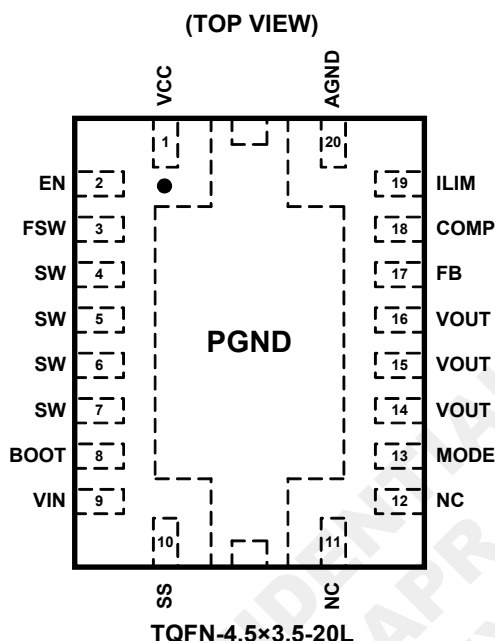 (TOP VIEW)
VCC
AGND
1
20
EN 2
19 ILIM
FSW 3
18 COMP
SW 4
17 FB
SW 5
16 VOUT
SW 6
PGND
15 VOUT
SW 7
14 VOUT
BOOT 8
13 MODE
VIN 9
12 NC
10
11
SS
NC
TQFN-4.5×3.5-20L